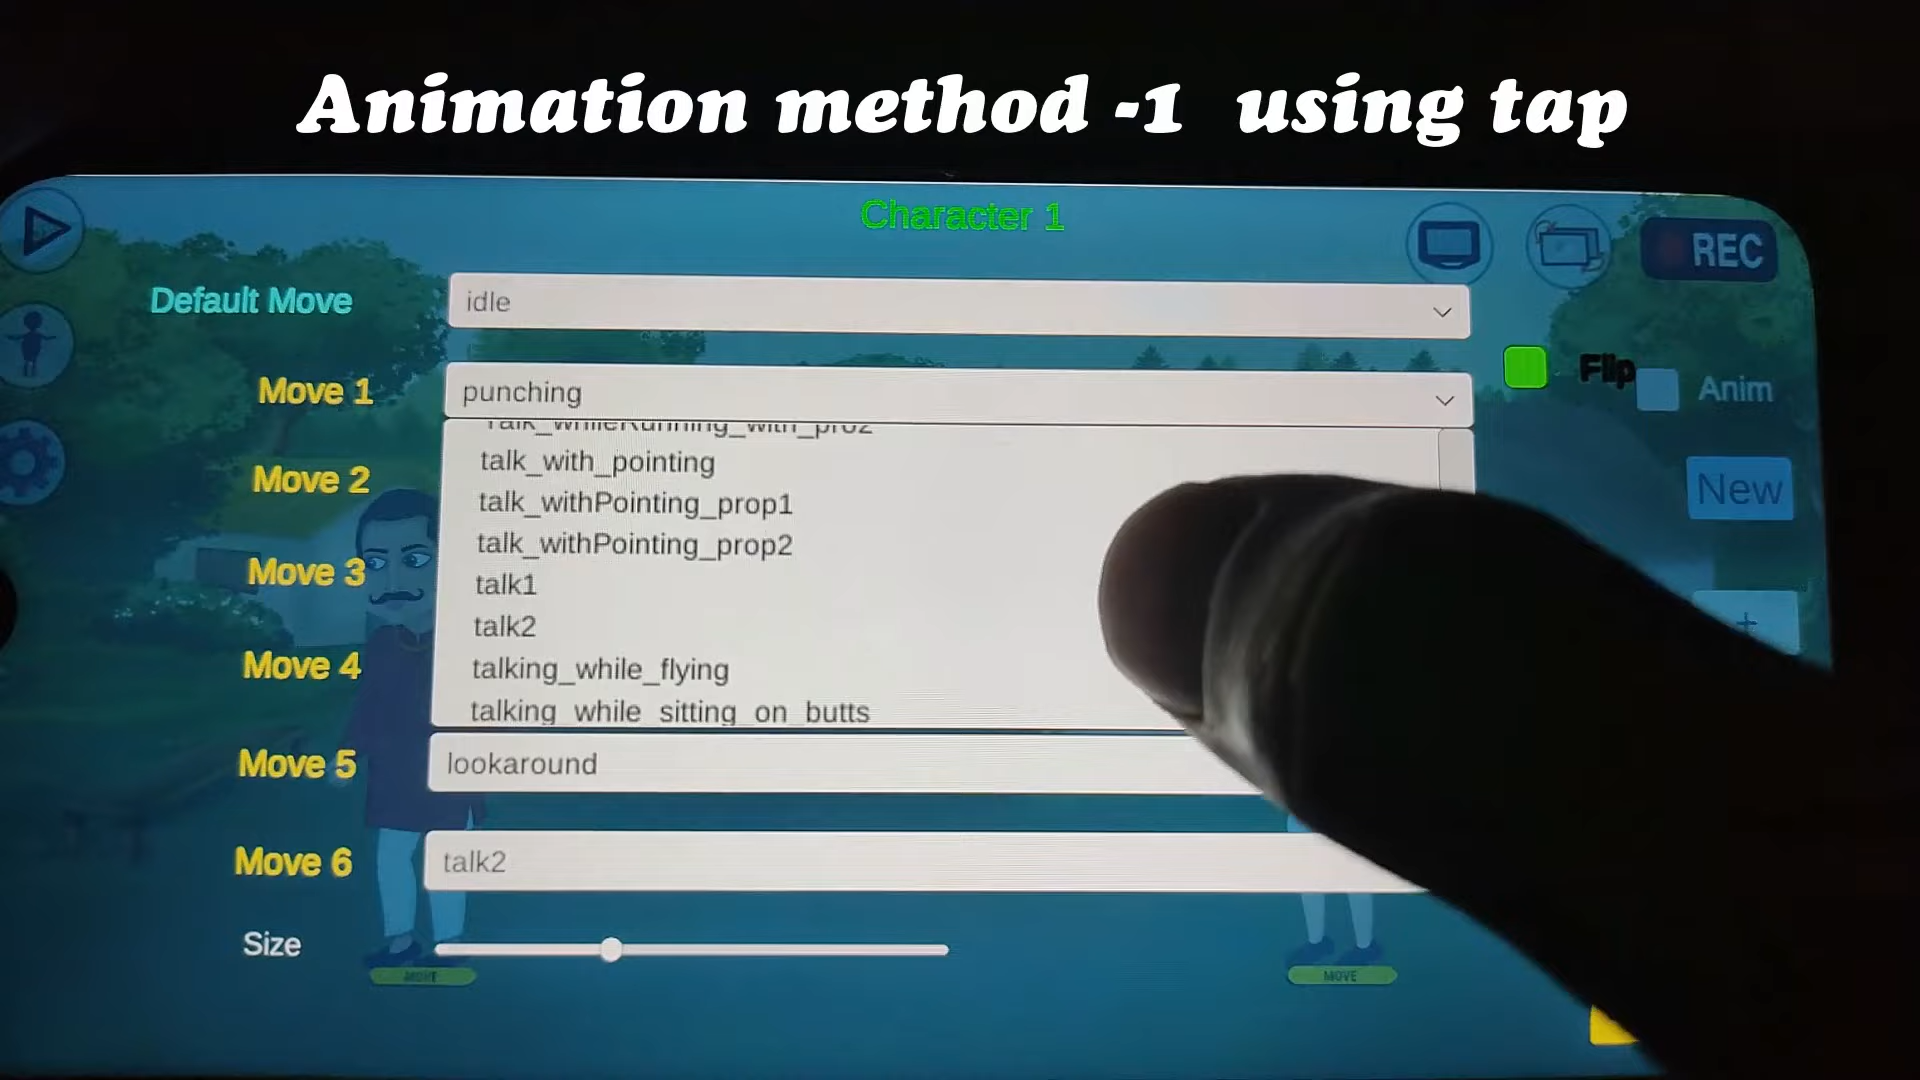 Animation method -1 using tap
Character 1
REC
Default Move
idle
Flip
Anim
Move 1
punching
Talk_whileRunning_with_pro2
talk_with_pointing
New
Move 2
talk_withPointing_prop1
talk_withPointing_prop2
Move 3
talk1
talk2
+
Move 4
talking_while_flying
talking_while_sitting_on_butts
Move 5
lookaround
Move 6
talk2
Size
MOVE
MOVE